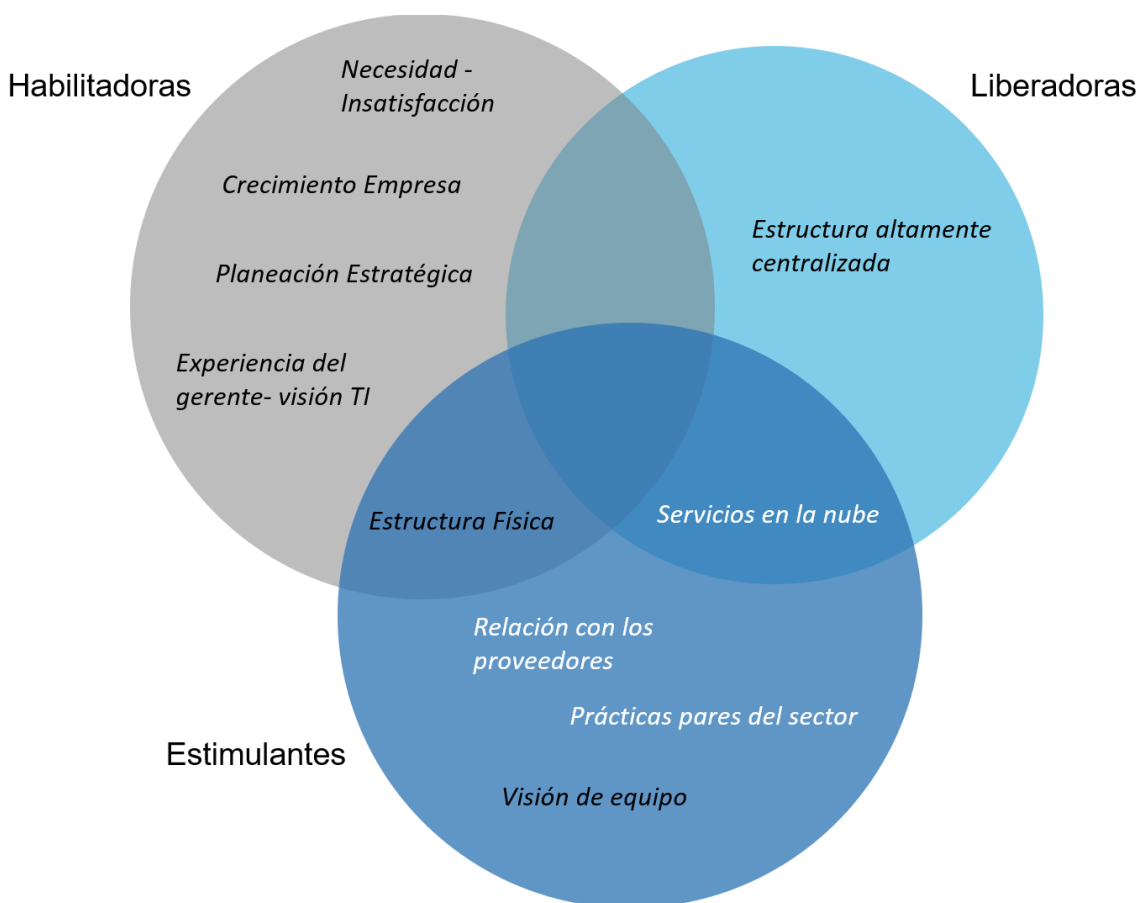 Habilitadoras
Necesidad -
Insatisfacción
Liberadoras
Crecimiento Empresa
Estructura altamente
centralizada
Planeación Estratégica
Experiencia del
gerente- visión TI
Estructura Física
Servicios en la nube
Relación con los
proveedores
Prácticas pares del sector
Estimulantes
Visión de equipo